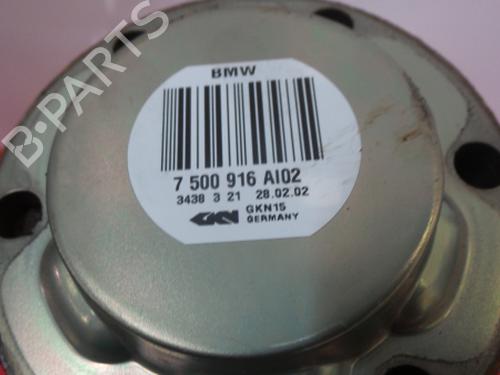 B-PARTS
BMW
7 500 916 AI02
3438 3 21 28.02.02
GKN GKN15
GERMANY